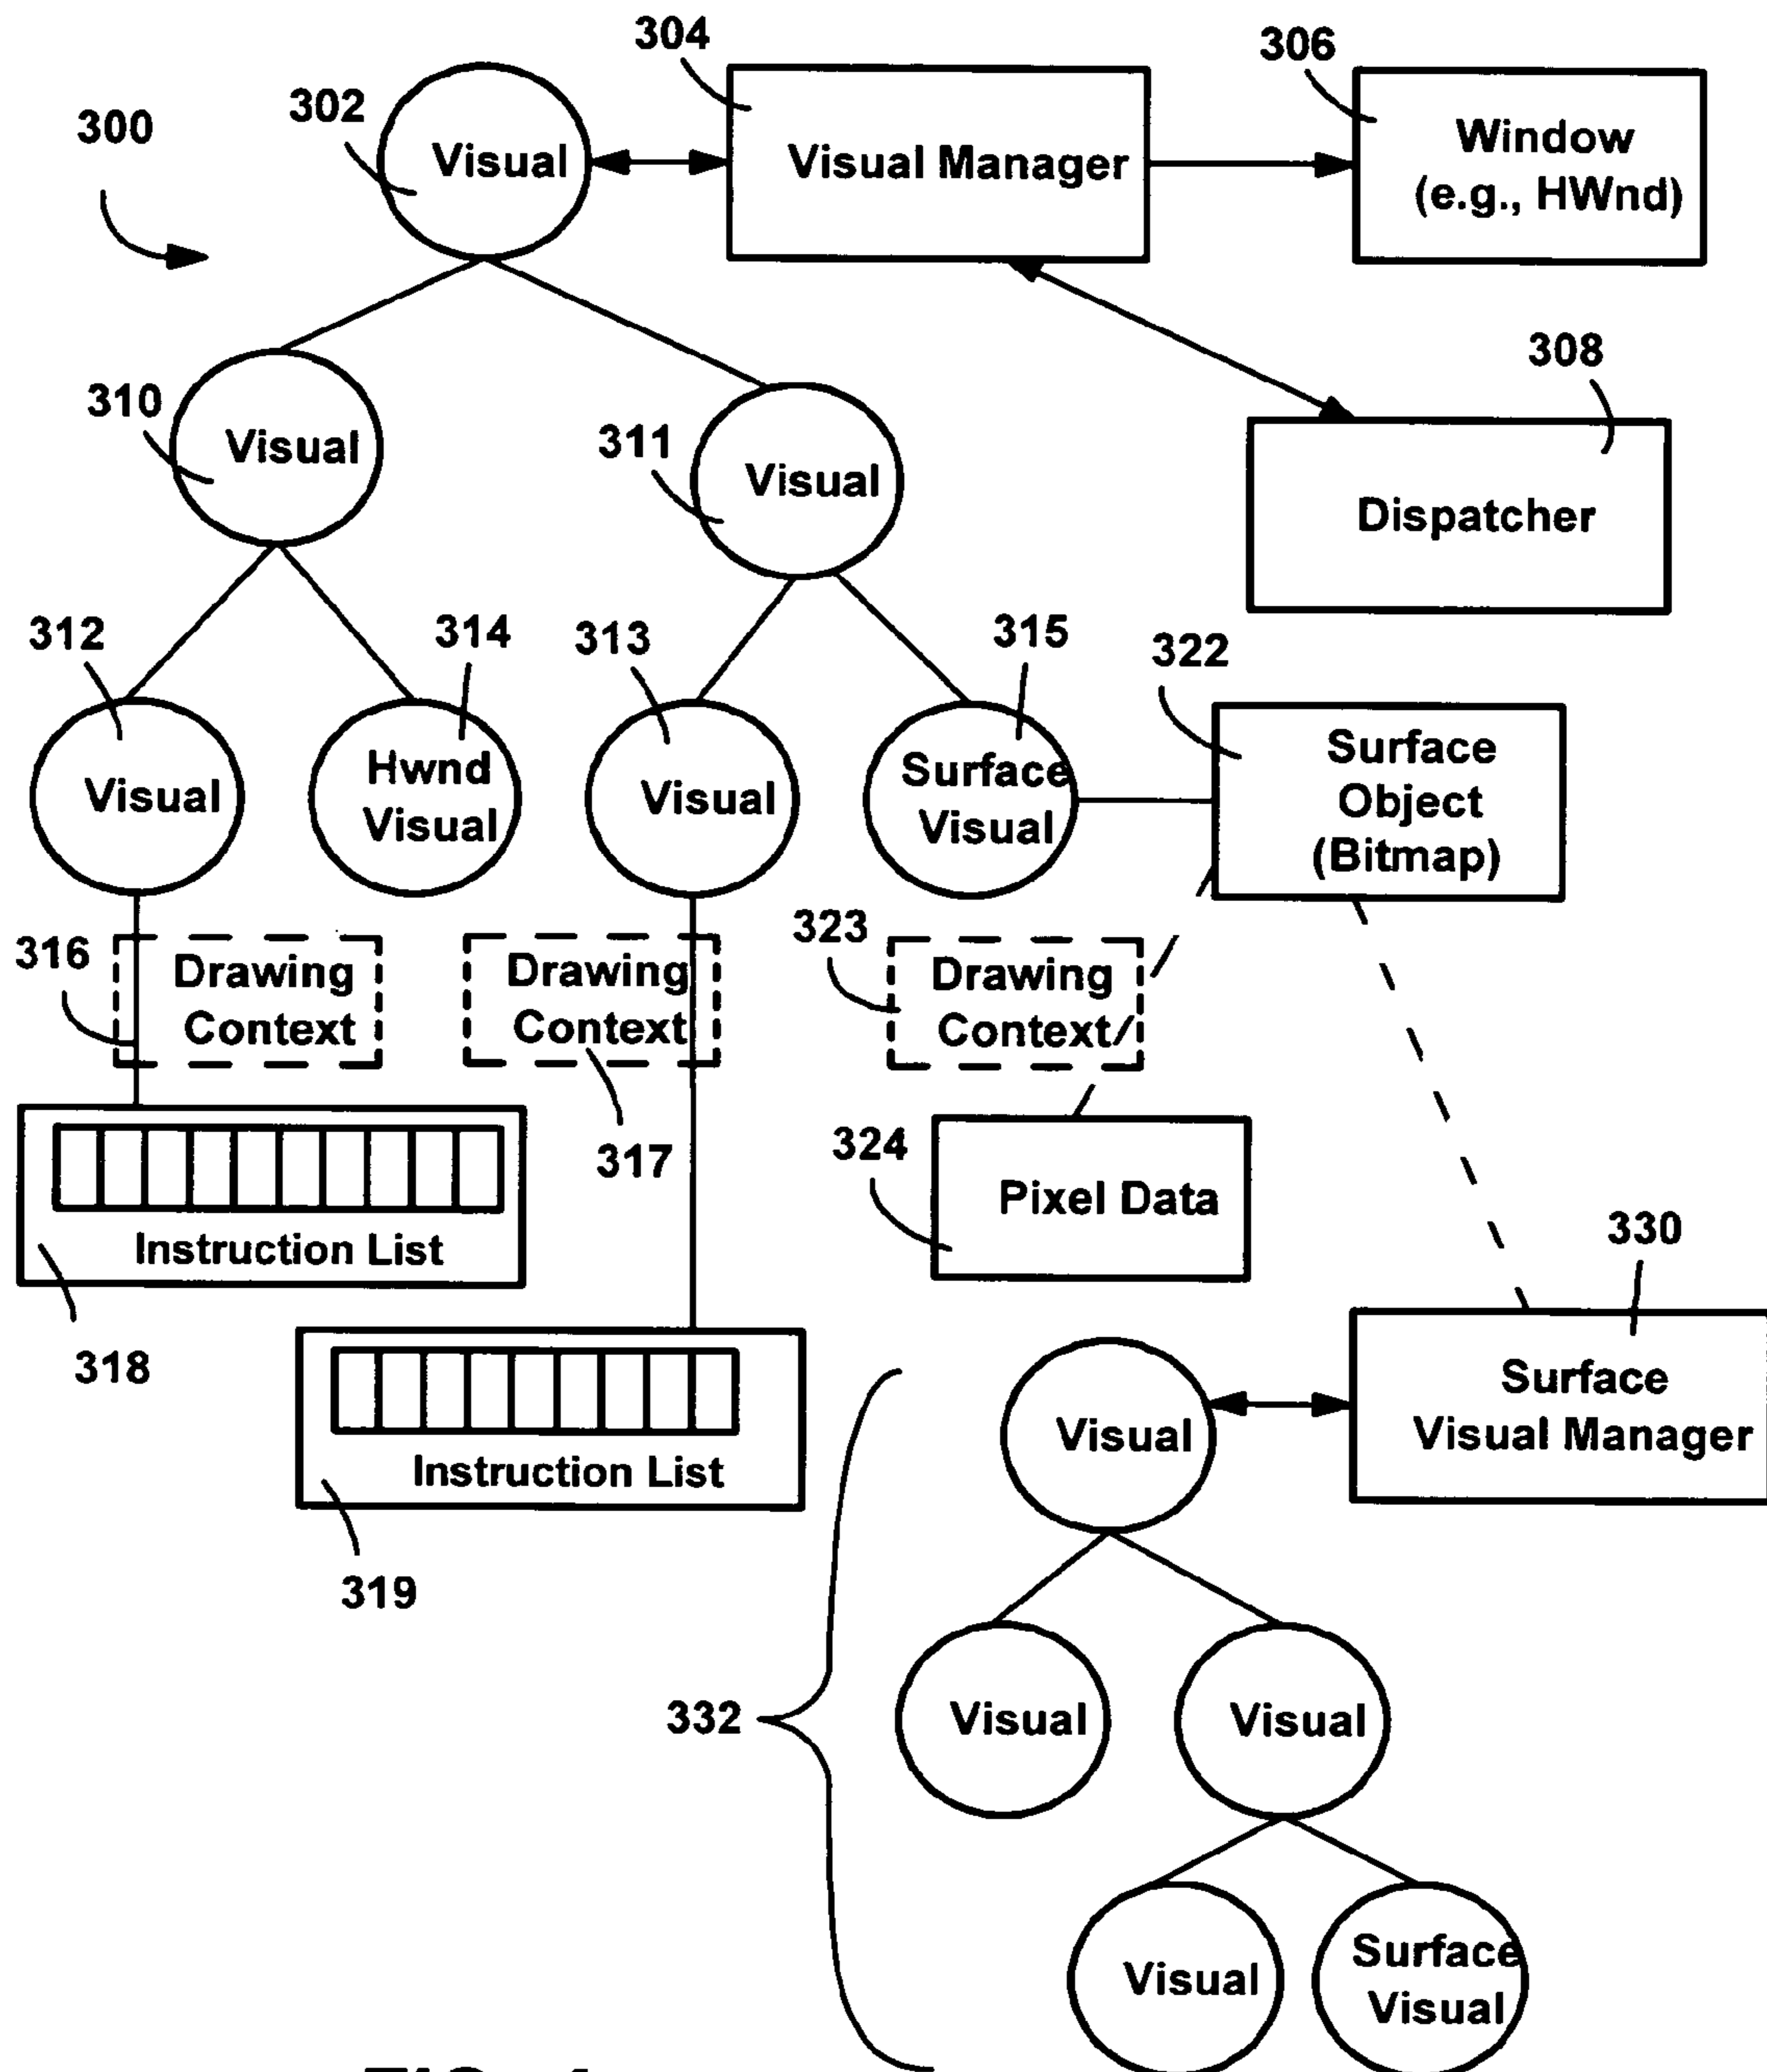 304
306
302
300
Visual
Visual Manager
Window
(e.g., HWnd)
308
310
311
Visual
Visual
Dispatcher
312
314
313
315
322
Visual
Hwnd
Visual
Visual
Surface
Visual
Surface
Object
(Bitmap)
316
Drawing
Context
Drawing
Context
323
Drawing
Context
317
324
Pixel Data
Instruction List
318
330
Instruction List
319
Visual
Surface
Visual Manager
332
Visual
Visual
Visual
Surface
Visual